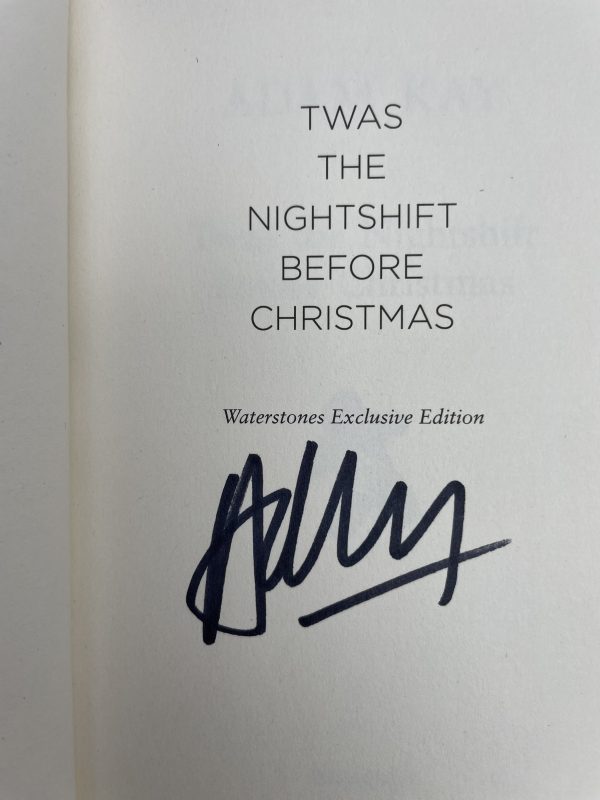 TWAS
THE
NIGHTSHIFT
BEFORE
CHRISTMAS
Waterstones Exclusive Edition